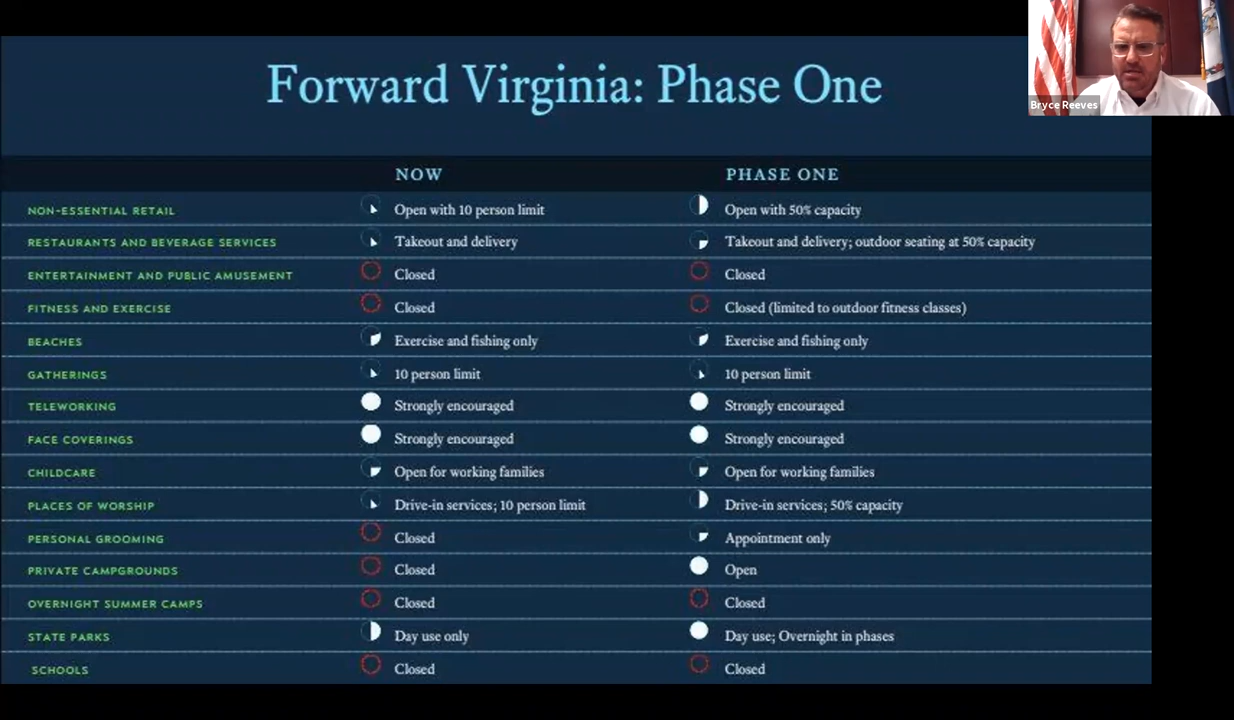 Forward Virginia: Phase One
Bryce Reeves
NOW PHASE ONE
NON-ESSENTIAL RETAIL Open with 10 person limit Open with 50% capacity
RESTAURANTS AND BEVERAGE SERVICES Takeout and delivery Takeout and delivery; outdoor seating at 50% capacity
ENTERTAINMENT AND PUBLIC AMUSEMENT Closed Closed
FITNESS AND EXERCISE Closed Closed (limited to outdoor fitness classes)
BEACHES Exercise and fishing only Exercise and fishing only
GATHERINGS 10 person limit 10 person limit
TELEWORKING Strongly encouraged Strongly encouraged
FACE COVERINGS Strongly encouraged Strongly encouraged
CHILDCARE Open for working families Open for working families
PLACES OF WORSHIP Drive-in services; 10 person limit Drive-in services; 50% capacity
PERSONAL GROOMING Closed Appointment only
PRIVATE CAMPGROUNDS Closed Open
OVERNIGHT SUMMER CAMPS Closed Closed
STATE PARKS Day use only Day use; Overnight in phases
SCHOOLS Closed Closed